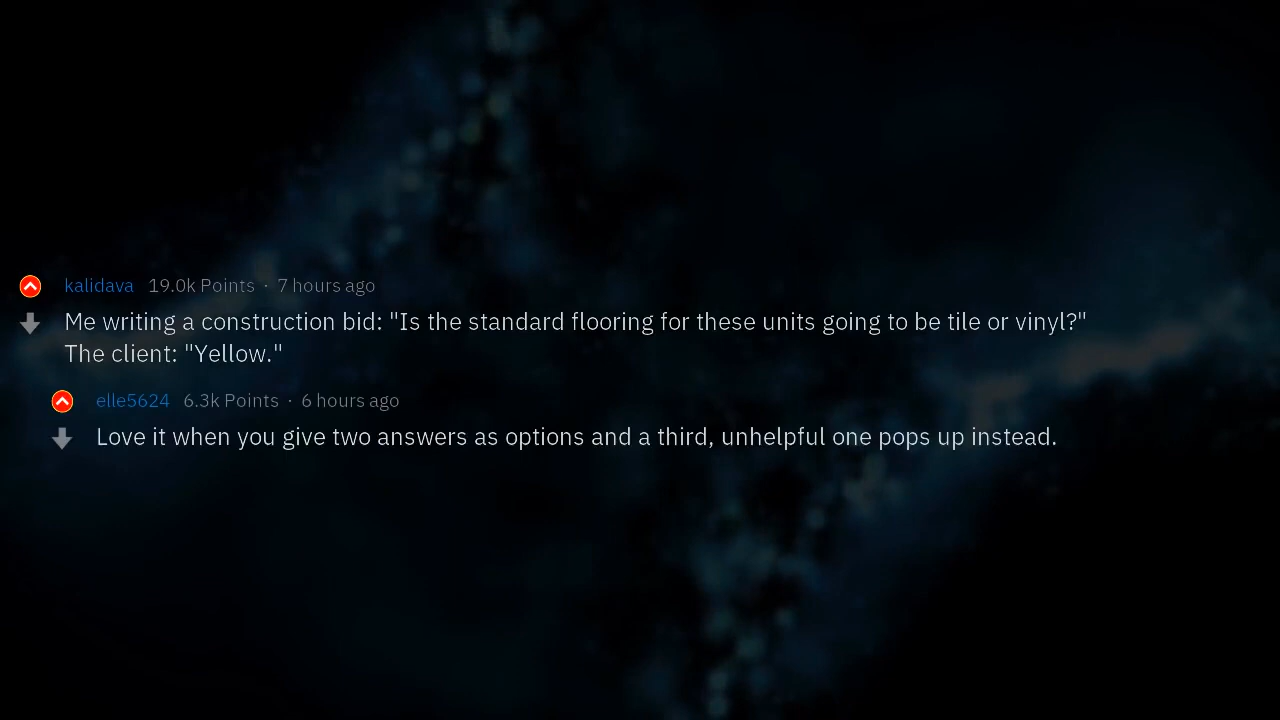 kalidava 19.0k Points · 7 hours ago
Me writing a construction bid: "Is the standard flooring for these units going to be tile or vinyl?"
The client: "Yellow."
elle5624 6.3k Points · 6 hours ago
Love it when you give two answers as options and a third, unhelpful one pops up instead.